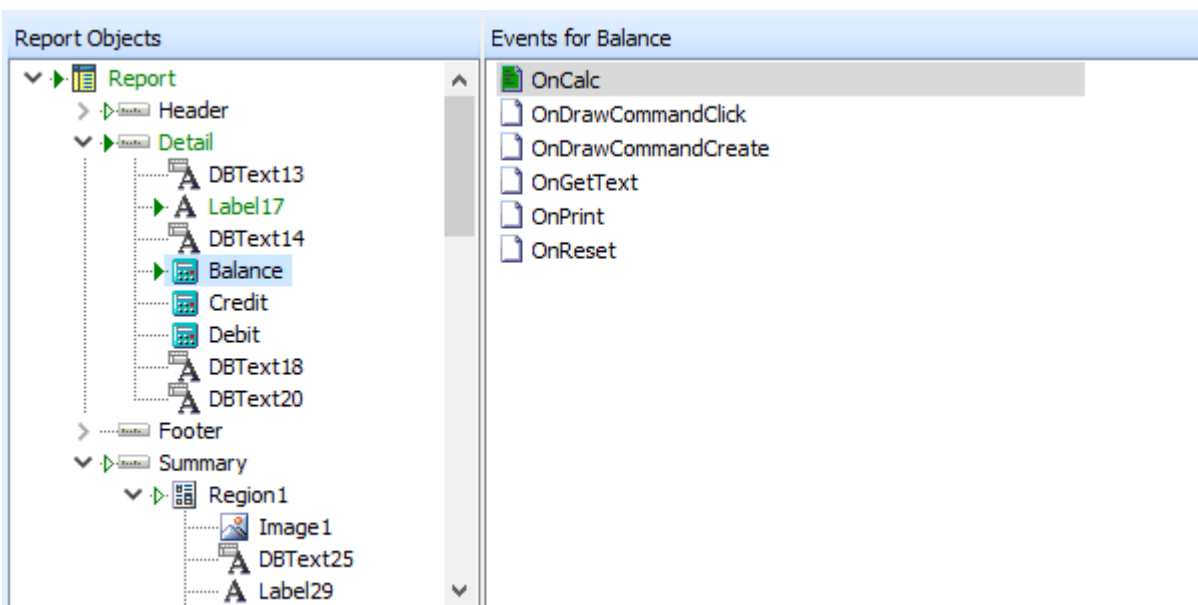 Report Objects
Report
Header
Detail
DBText13
Label17
DBText14
Balance
Credit
Debit
DBText18
DBText20
Footer
Summary
Region1
Image1
DBText25
Label29
Events for Balance
OnCalc
OnDrawCommandClick
OnDrawCommandCreate
OnGetText
OnPrint
OnReset